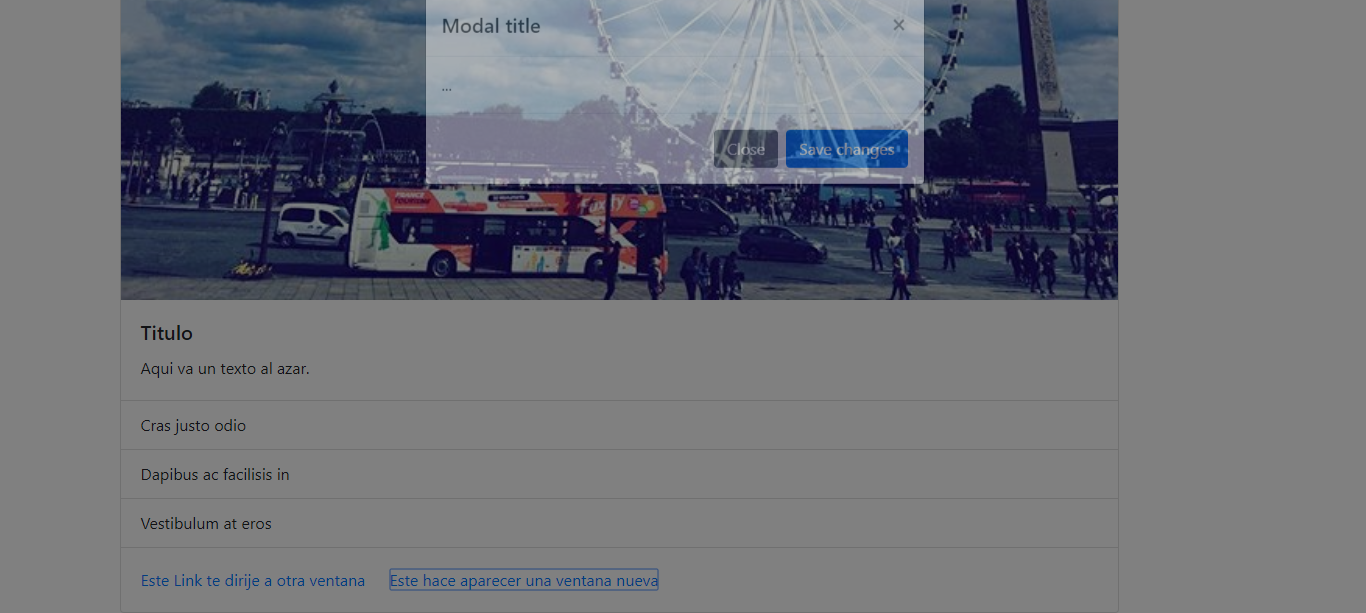 Modal title
×
...
Close Save changes
FRANCE
TOURISME
Titulo
Aqui va un texto al azar.
Cras justo odio
Dapibus ac facilisis in
Vestibulum at eros
Este Link te dirije a otra ventana Este hace aparecer una ventana nueva